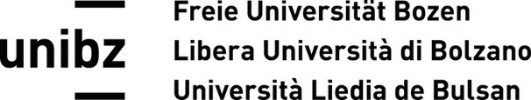 unibz
Freie Universität Bozen
Libera Università di Bolzano
Università Liedia de Bulsan